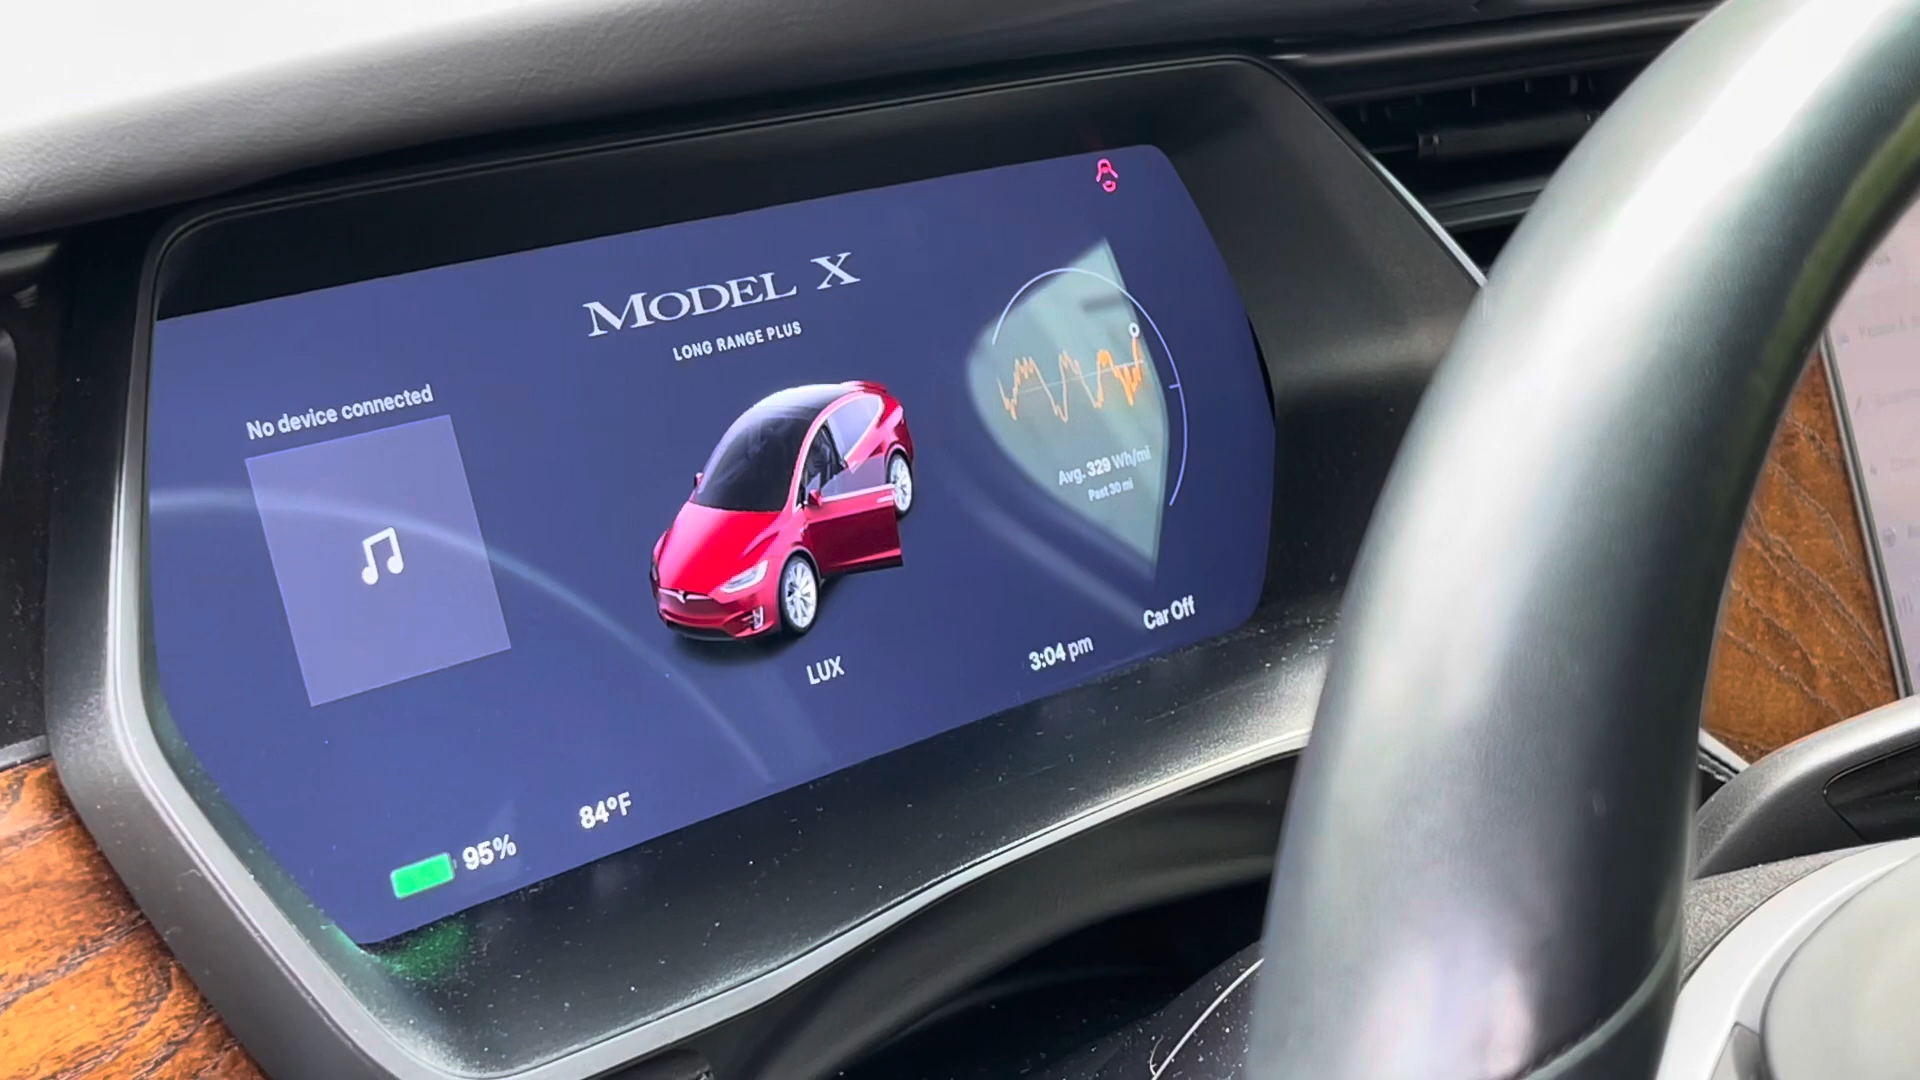 MODEL X
LONG RANGE PLUS
No device connected
Avg. 329 Wh/mi
Past 30 mi
LUX
3:04 pm
Car Off
84°F
95%